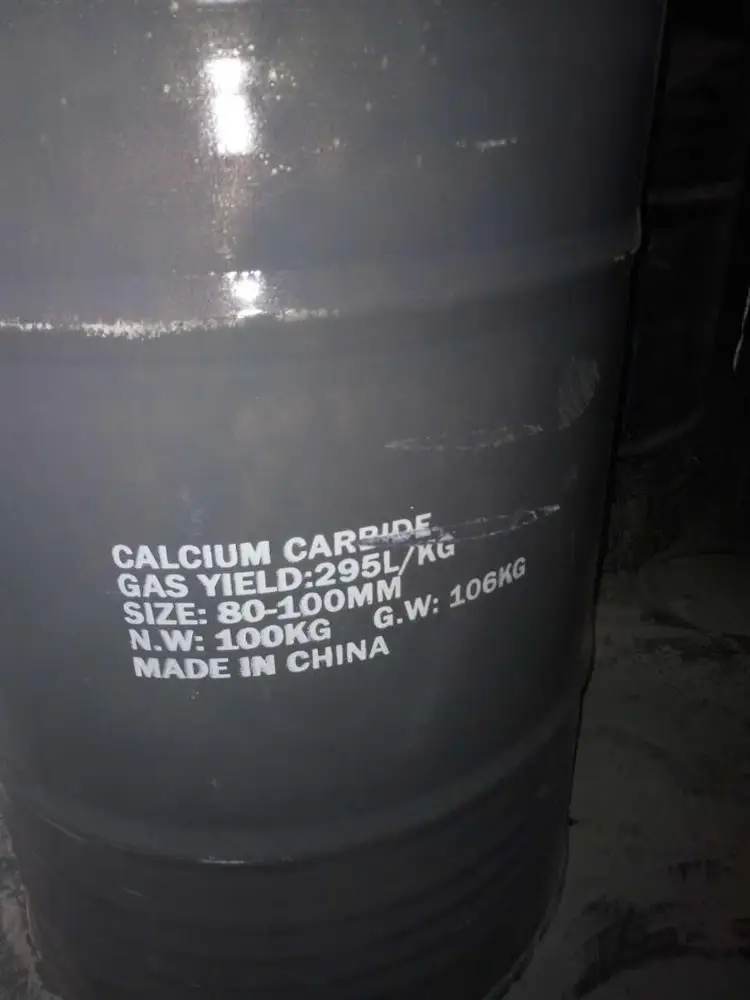 CALCIUM CARBIDE
GAS YIELD:295L/KG
SIZE: 80-100MM
N.W: 100KG G.W: 106KG
MADE IN CHINA